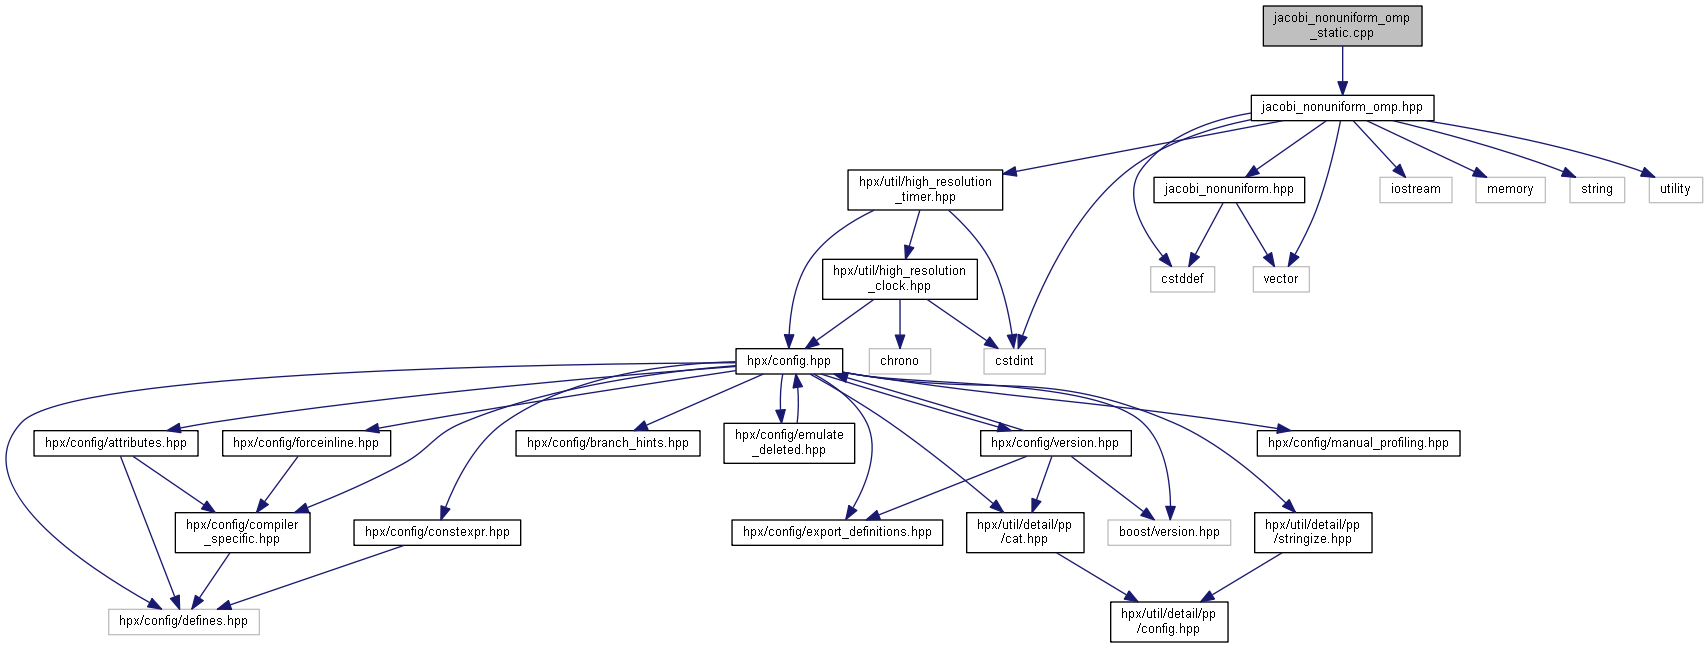 jacobi_nonuniform_omp
_static.cpp
jacobi_nonuniform_omp.hpp
hpx/util/high_resolution
_timer.hpp
jacobi_nonuniform.hpp
iostream
memory
string
utility
hpx/util/high_resolution
_clock.hpp
cstddef
vector
hpx/config.hpp
chrono
cstdint
hpx/config/attributes.hpp
hpx/config/forceinline.hpp
hpx/config/branch_hints.hpp
hpx/config/emulate
_deleted.hpp
hpx/config/version.hpp
hpx/config/manual_profiling.hpp
hpx/config/compiler
_specific.hpp
hpx/config/constexpr.hpp
hpx/config/export_definitions.hpp
hpx/util/detail/pp
/cat.hpp
boost/version.hpp
hpx/util/detail/pp
/stringize.hpp
hpx/config/defines.hpp
hpx/util/detail/pp
/config.hpp